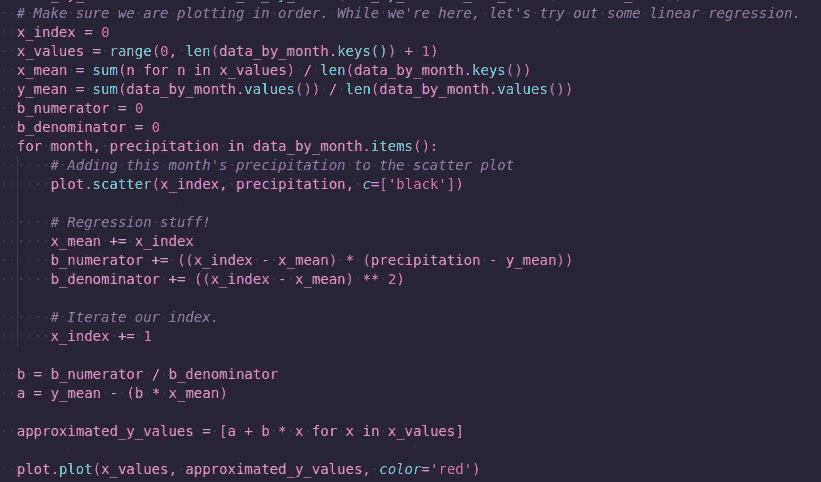 # Make sure we are plotting in order. While we're here, let's try out some linear regression.
x_index = 0
x_values = range(0, len(data_by_month.keys()) + 1)
x_mean = sum(n for n in x_values) / len(data_by_month.keys())
y_mean = sum(data_by_month.values()) / len(data_by_month.values())
b_numerator = 0
b_denominator = 0
for month, precipitation in data_by_month.items():
    # Adding this month's precipitation to the scatter plot
    plot.scatter(x_index, precipitation, c=['black'])

    # Regression stuff!
    x_mean += x_index
    b_numerator += ((x_index - x_mean) * (precipitation - y_mean))
    b_denominator += ((x_index - x_mean) ** 2)

    # Iterate our index.
    x_index += 1

b = b_numerator / b_denominator
a = y_mean - (b * x_mean)

approximated_y_values = [a + b * x for x in x_values]

plot.plot(x_values, approximated_y_values, color='red')